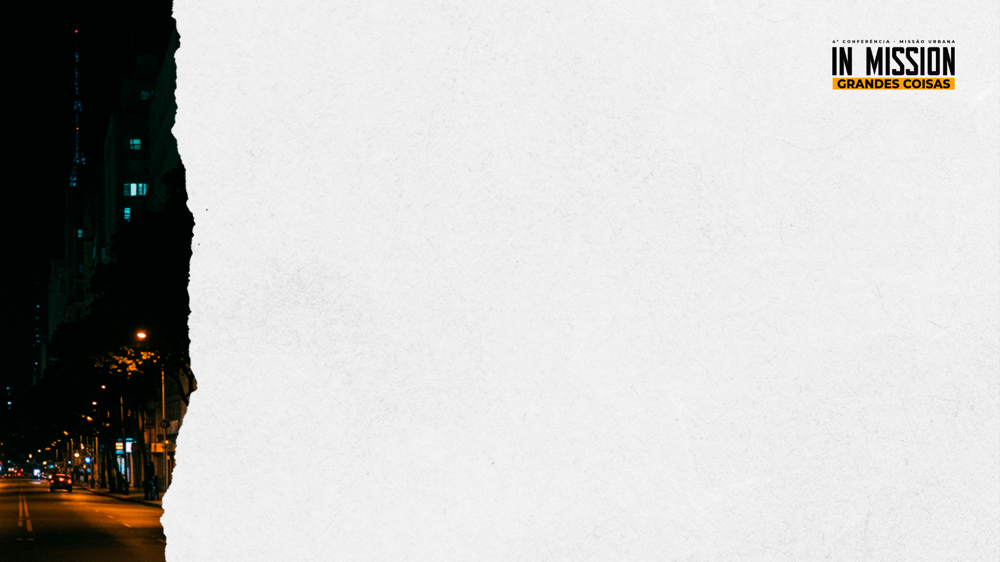 4ª CONFERÊNCIA - MISSÃO URBANA
IN MISSION
GRANDES COISAS